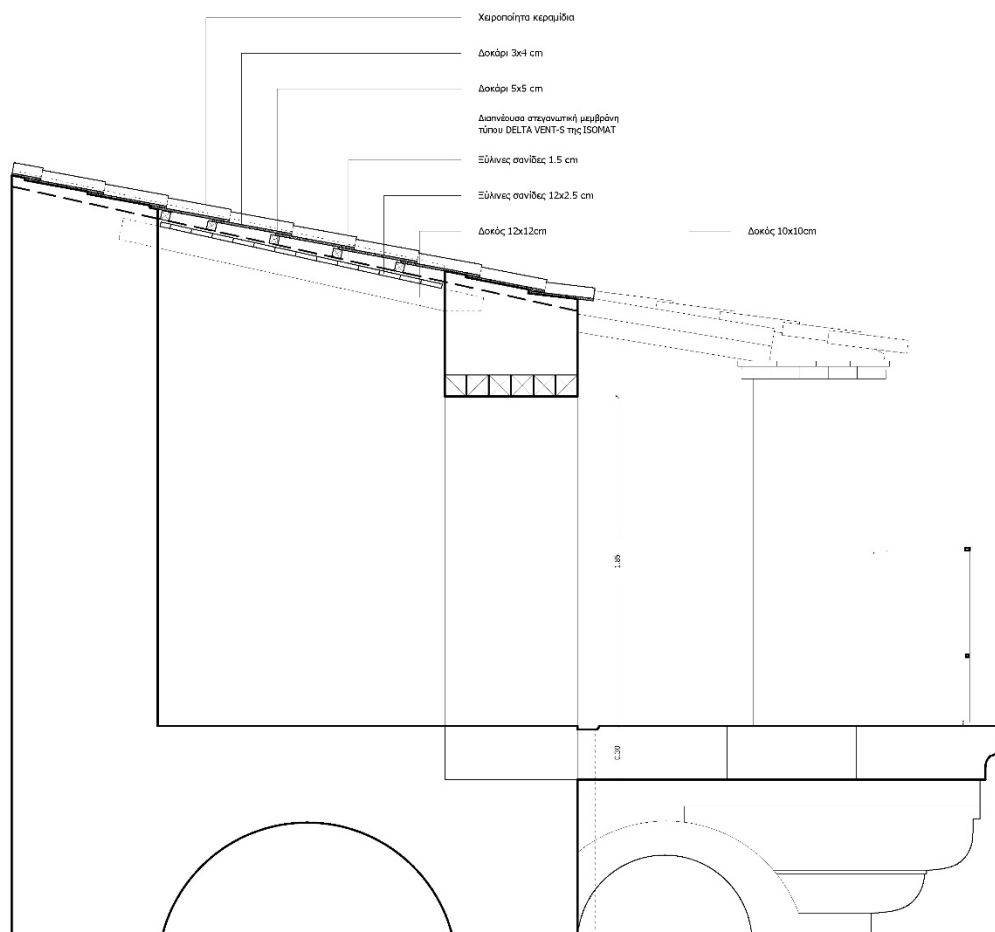 Χειροποίητα κεραμίδια
Δοκάρι 3x4 cm
Δοκάρι 5x5 cm
Διαπνέουσα στεγανωτική μεμβράνη
τύπου DELTA VENT-S της ISOMAT
Ξύλινες σανίδες 1.5 cm
Ξύλινες σανίδες 12x2.5 cm
Δοκός 12x12cm
Δοκός 10x10cm
1.85
0.30